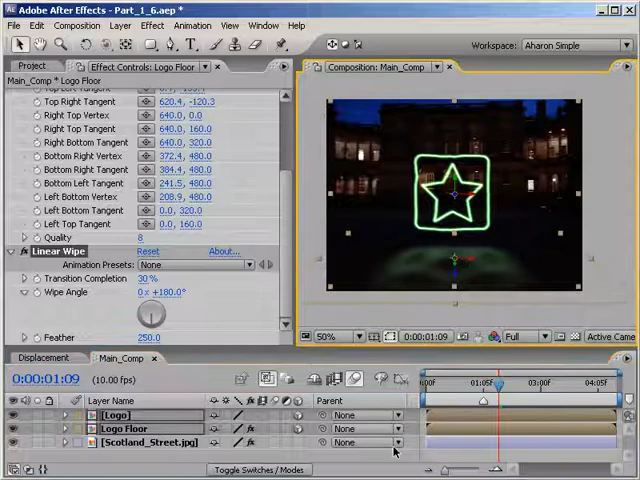 Adobe After Effects - Part_1_6.aep *
File Edit Composition Layer Effect Animation View Window Help
Workspace: Aharon Simple
Project Effect Controls: Logo Floor
Composition: Main_Comp
Main_Comp * Logo Floor
Top Right Tangent 620.4, -120.3
Right Top Vertex 640.0, 0.0
Right Top Tangent 640.0, 160.0
Right Bottom Tangent 640.0, 320.0
Bottom Right Vertex 372.4, 480.0
Bottom Right Tangent 384.4, 480.0
Bottom Left Tangent 241.5, 480.0
Left Bottom Vertex 208.9, 480.0
Left Bottom Tangent 0.0, 320.0
Left Top Tangent 0.0, 160.0
Quality 8
fx Linear Wipe Reset About...
Animation Presets: None
Transition Completion 30 %
Wipe Angle 0 x +180.0°
Feather 250.0
50% 0:00:01:09 Full Active Came
Displacement Main_Comp
0:00:01:09 (10.00 fps)
:00f 01:05f 03:00f 04:05f
Layer Name Parent
[Logo] None
Logo Floor None
[Scotland_Street.jpg] None
Toggle Switches / Modes